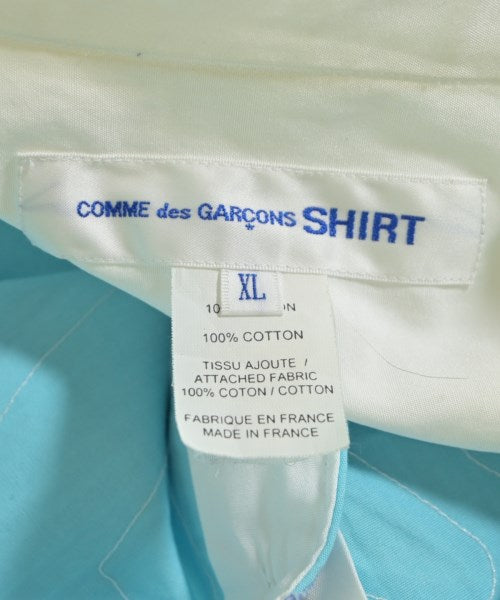 COMME des GARÇONS SHIRT
*
XL
100% COTTON
TISSU AJOUTE /
ATTACHED FABRIC
100% COTON / COTTON
FABRIQUE EN FRANCE
MADE IN FRANCE